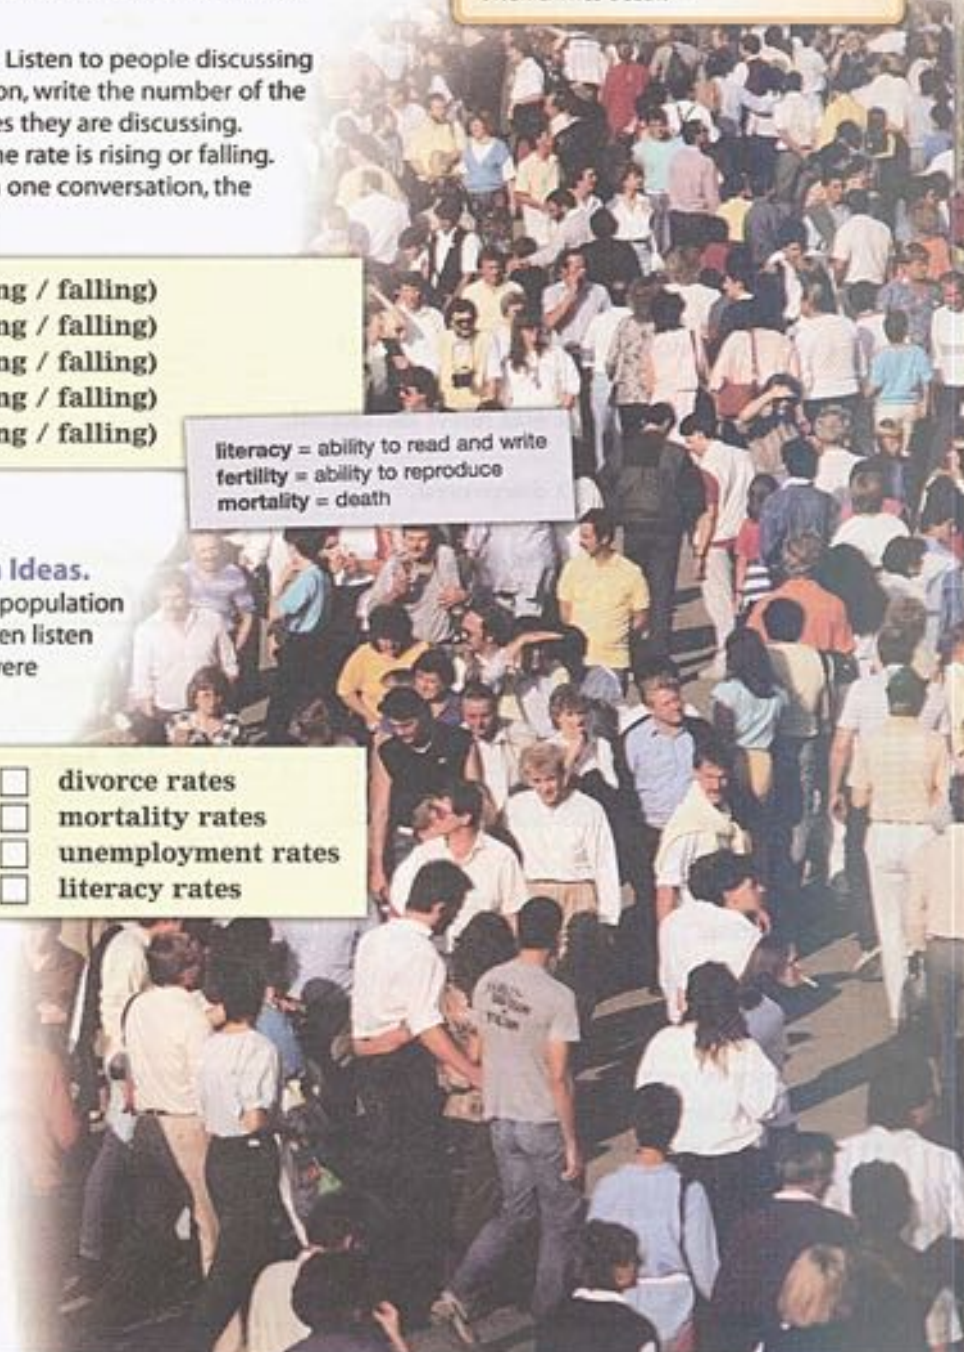 Listen to people discussing
on, write the number of the
es they are discussing.
he rate is rising or falling.
one conversation, the
ng / falling)
ng / falling)
ng / falling)
ng / falling)
ng / falling)
literacy = ability to read and write
fertility = ability to reproduce
mortality = death
Ideas.
population
en listen
vere
divorce rates
mortality rates
unemployment rates
literacy rates